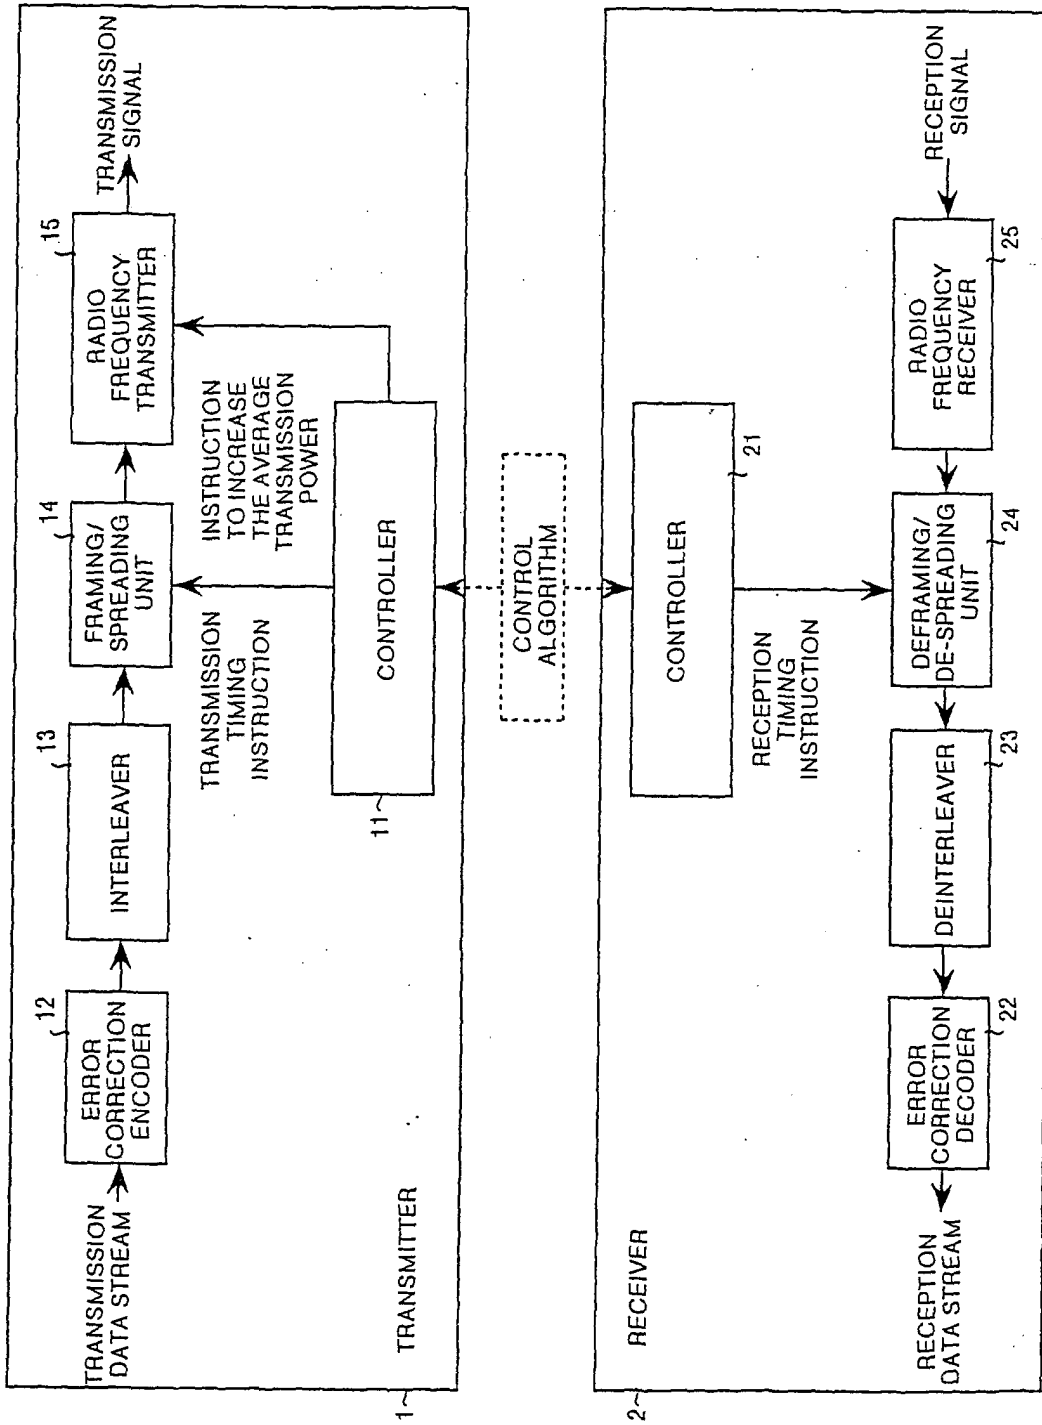 TRANSMISSION
DATA STREAM
12
ERROR
CORRECTION
ENCODER
13
INTERLEAVER
14
FRAMING/
SPREADING
UNIT
15
RADIO
FREQUENCY
TRANSMITTER
TRANSMISSION
SIGNAL
TRANSMISSION
TIMING
INSTRUCTION
INSTRUCTION
TO INCREASE
THE AVERAGE
TRANSMISSION
POWER
11
CONTROLLER
TRANSMITTER
1
CONTROL
ALGORITHM
2
RECEIVER
CONTROLLER
21
RECEPTION
TIMING
INSTRUCTION
RECEPTION
DATA STREAM
ERROR
CORRECTION
DECODER
22
DEINTERLEAVER
23
DEFRAMING/
DE-SPREADING
UNIT
24
RADIO
FREQUENCY
RECEIVER
25
RECEPTION
SIGNAL